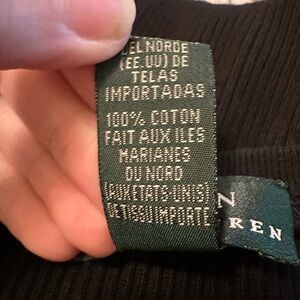 DEL NORDE
(EE.UU) DE
TELAS
IMPORTADAS
100% COTON
FAIT AUX ILES
MARIANES
DU NORD
(AUX ETATS-UNIS)
DE TISSU IMPORTE
N
REN